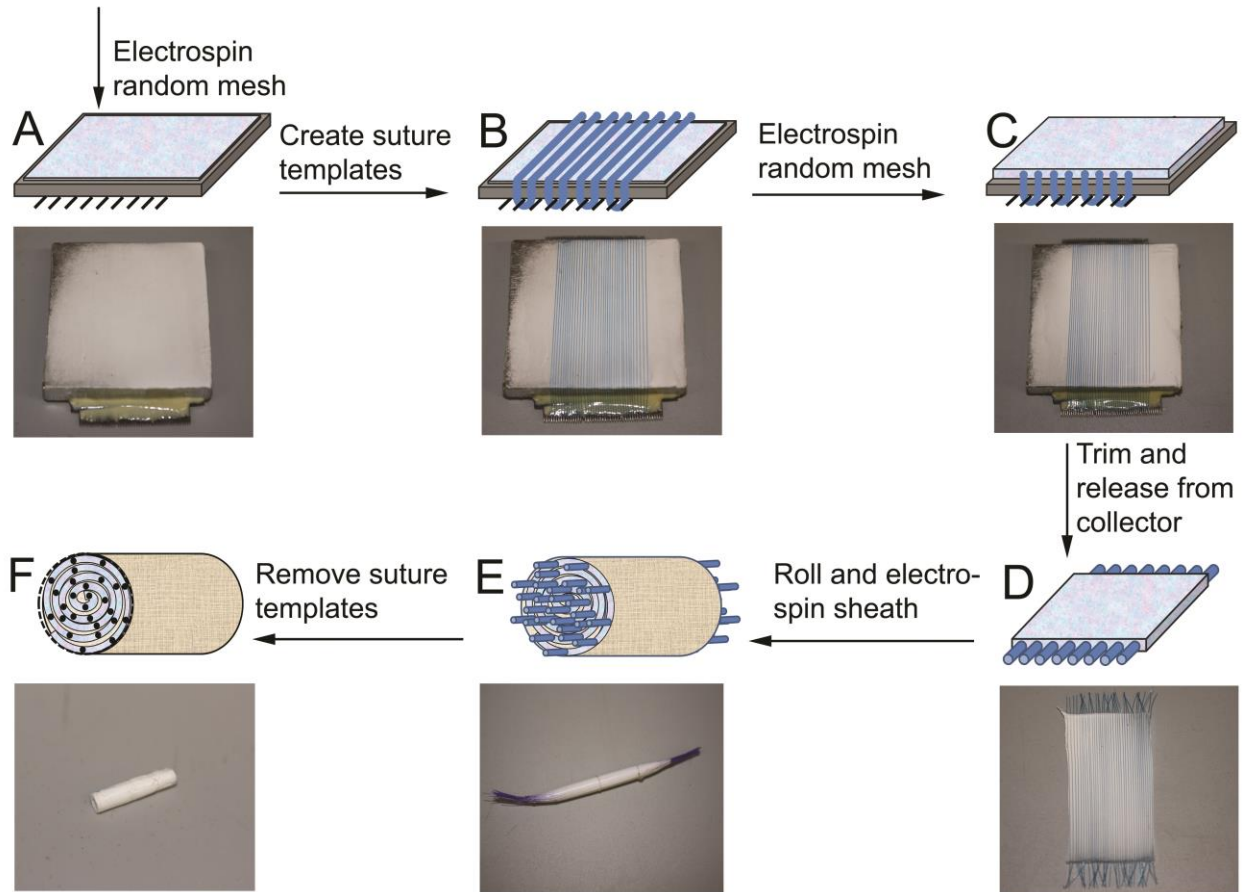 Electrospin
random mesh
A
Create suture
templates
B
Electrospin
random mesh
C
Trim and
release from
collector
D
Roll and electro-
spin sheath
E
Remove suture
templates
F